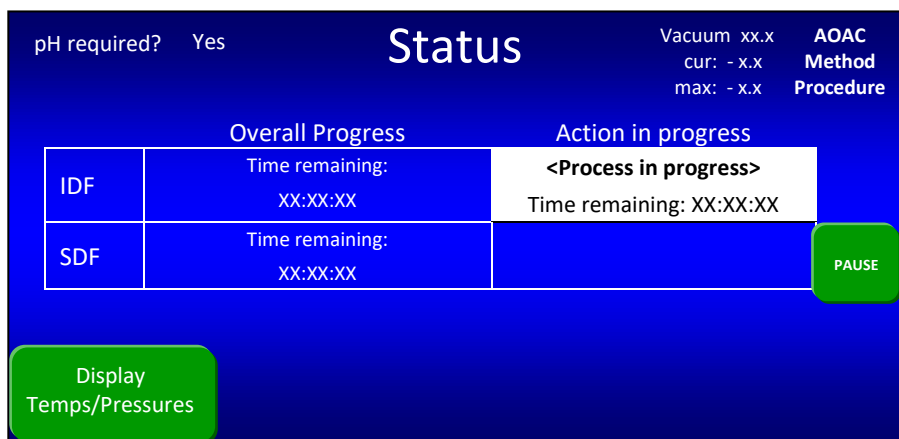 pH required? Yes
Status
Vacuum xx.x
cur: - x.x
max: - x.x
AOAC
Method
Procedure
Overall Progress
Action in progress
IDF
Time remaining:
XX:XX:XX
<Process in progress>
Time remaining: XX:XX:XX
SDF
Time remaining:
XX:XX:XX
PAUSE
Display
Temps/Pressures